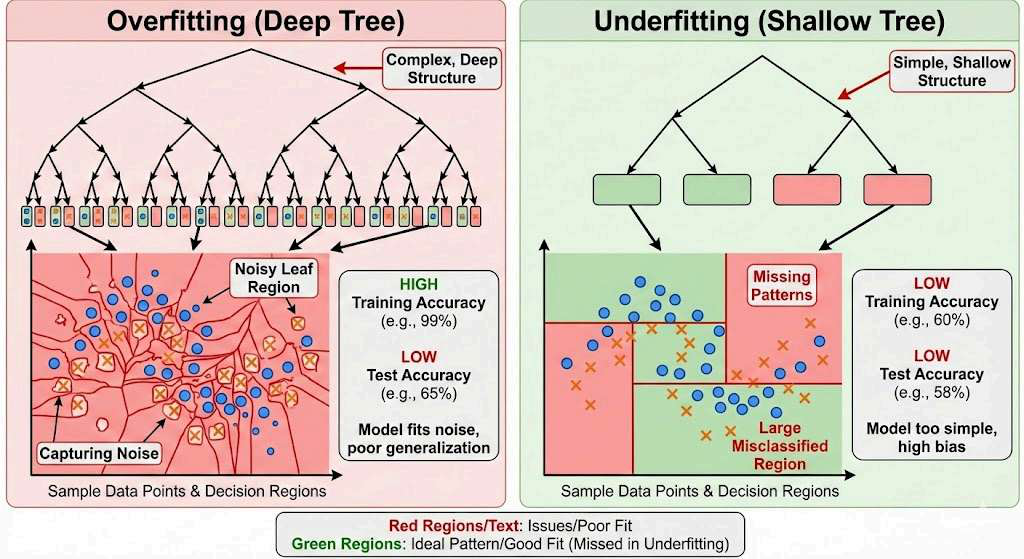 Overfitting (Deep Tree)
Complex, Deep
Structure
Noisy Leaf
Region
Capturing Noise
HIGH
Training Accuracy
(e.g., 99%)
LOW
Test Accuracy
(e.g., 65%)
Model fits noise,
poor generalization
Sample Data Points & Decision Regions
Underfitting (Shallow Tree)
Simple, Shallow
Structure
Missing
Patterns
Large
Misclassified
Region
LOW
Training Accuracy
(e.g., 60%)
LOW
Test Accuracy
(e.g., 58%)
Model too simple,
high bias
Sample Data Points & Decision Regions
Red Regions/Text: Issues/Poor Fit
Green Regions: Ideal Pattern/Good Fit (Missed in Underfitting)